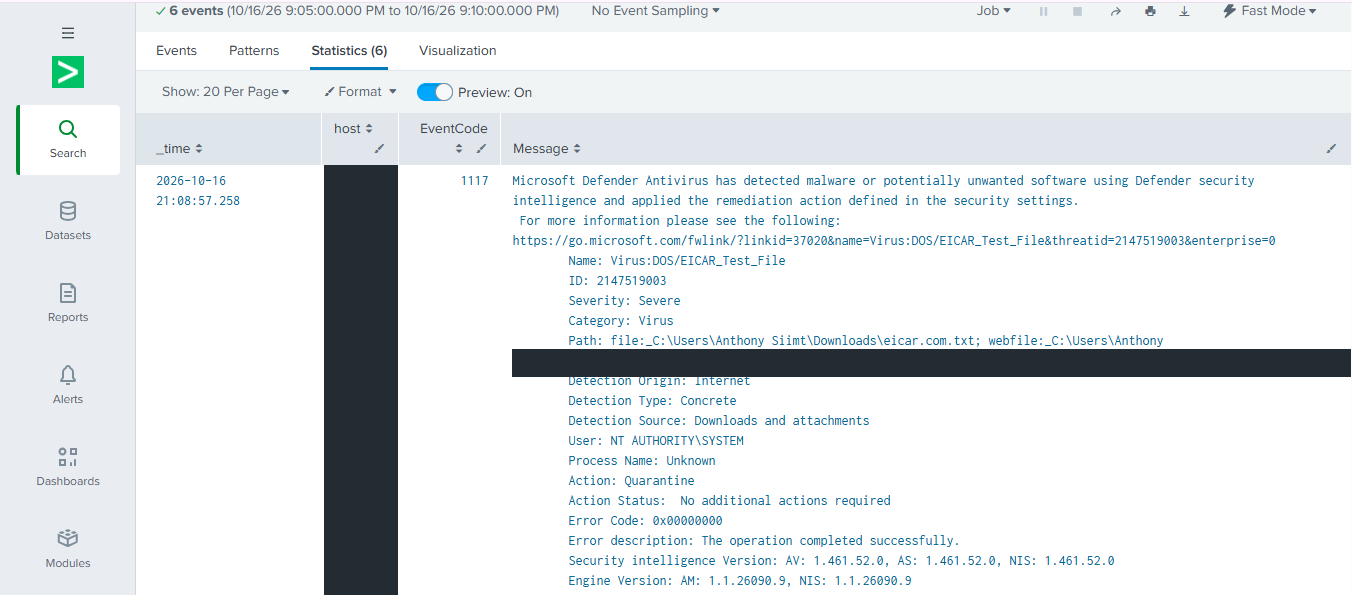 6 events (10/16/26 9:05:00.000 PM to 10/16/26 9:10:00.000 PM) No Event Sampling Job Fast Mode
Events Patterns Statistics (6) Visualization
Show: 20 Per Page Format Preview: On
_time host EventCode Message
2026-10-16
21:08:57.258
1117
Microsoft Defender Antivirus has detected malware or potentially unwanted software using Defender security
intelligence and applied the remediation action defined in the security settings.
For more information please see the following:
https://go.microsoft.com/fwlink/?linkid=37020&name=Virus:DOS/EICAR_Test_File&threatid=2147519003&enterprise=0
Name: Virus:DOS/EICAR_Test_File
ID: 2147519003
Severity: Severe
Category: Virus
Path: file:_C:\Users\Anthony Siimt\Downloads\eicar.com.txt; webfile:_C:\Users\Anthony
Detection Origin: Internet
Detection Type: Concrete
Detection Source: Downloads and attachments
User: NT AUTHORITY\SYSTEM
Process Name: Unknown
Action: Quarantine
Action Status:  No additional actions required
Error Code: 0x00000000
Error description: The operation completed successfully.
Security intelligence Version: AV: 1.461.52.0, AS: 1.461.52.0, NIS: 1.461.52.0
Engine Version: AM: 1.1.26090.9, NIS: 1.1.26090.9
Search
Datasets
Reports
Alerts
Dashboards
Modules